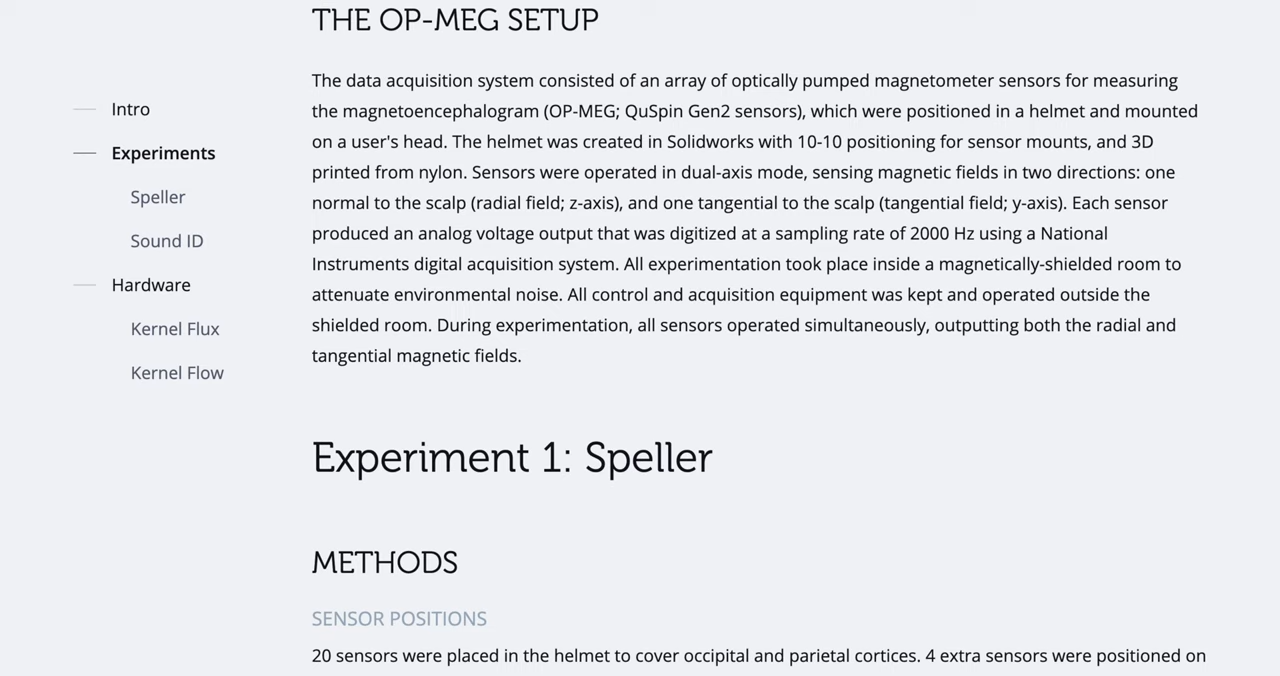 THE OP-MEG SETUP
The data acquisition system consisted of an array of optically pumped magnetometer sensors for measuring
the magnetoencephalogram (OP-MEG; QuSpin Gen2 sensors), which were positioned in a helmet and mounted
on a user's head. The helmet was created in Solidworks with 10-10 positioning for sensor mounts, and 3D
printed from nylon. Sensors were operated in dual-axis mode, sensing magnetic fields in two directions: one
normal to the scalp (radial field; z-axis), and one tangential to the scalp (tangential field; y-axis). Each sensor
produced an analog voltage output that was digitized at a sampling rate of 2000 Hz using a National
Instruments digital acquisition system. All experimentation took place inside a magnetically-shielded room to
attenuate environmental noise. All control and acquisition equipment was kept and operated outside the
shielded room. During experimentation, all sensors operated simultaneously, outputting both the radial and
tangential magnetic fields.
Intro
Experiments
Speller
Sound ID
Hardware
Kernel Flux
Kernel Flow
Experiment 1: Speller
METHODS
SENSOR POSITIONS
20 sensors were placed in the helmet to cover occipital and parietal cortices. 4 extra sensors were positioned on